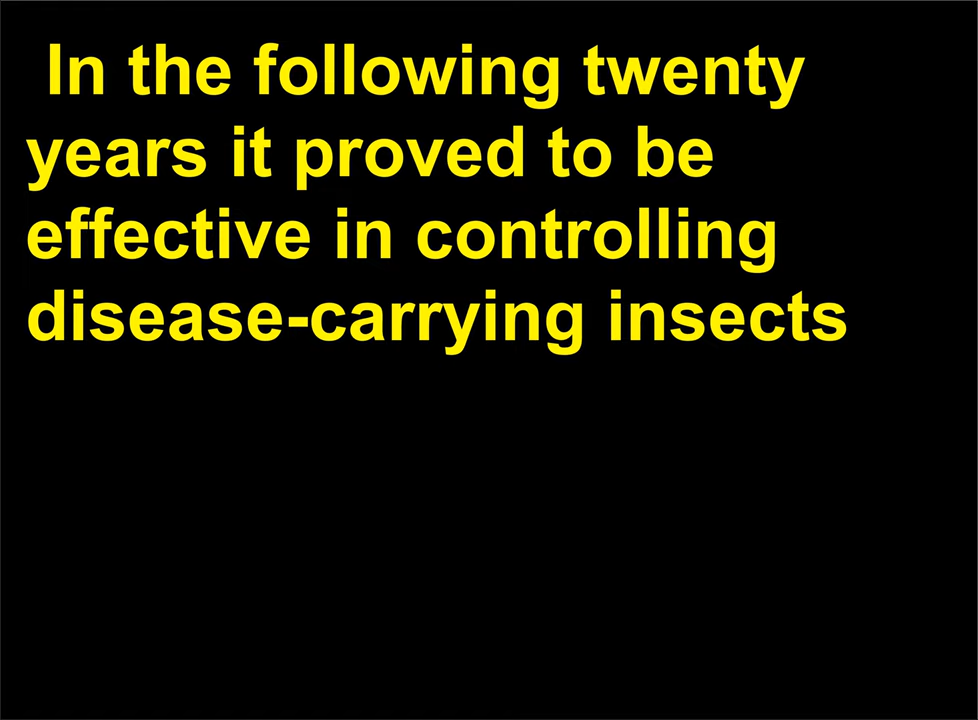 In the following twenty
years it proved to be
effective in controlling
disease-carrying insects